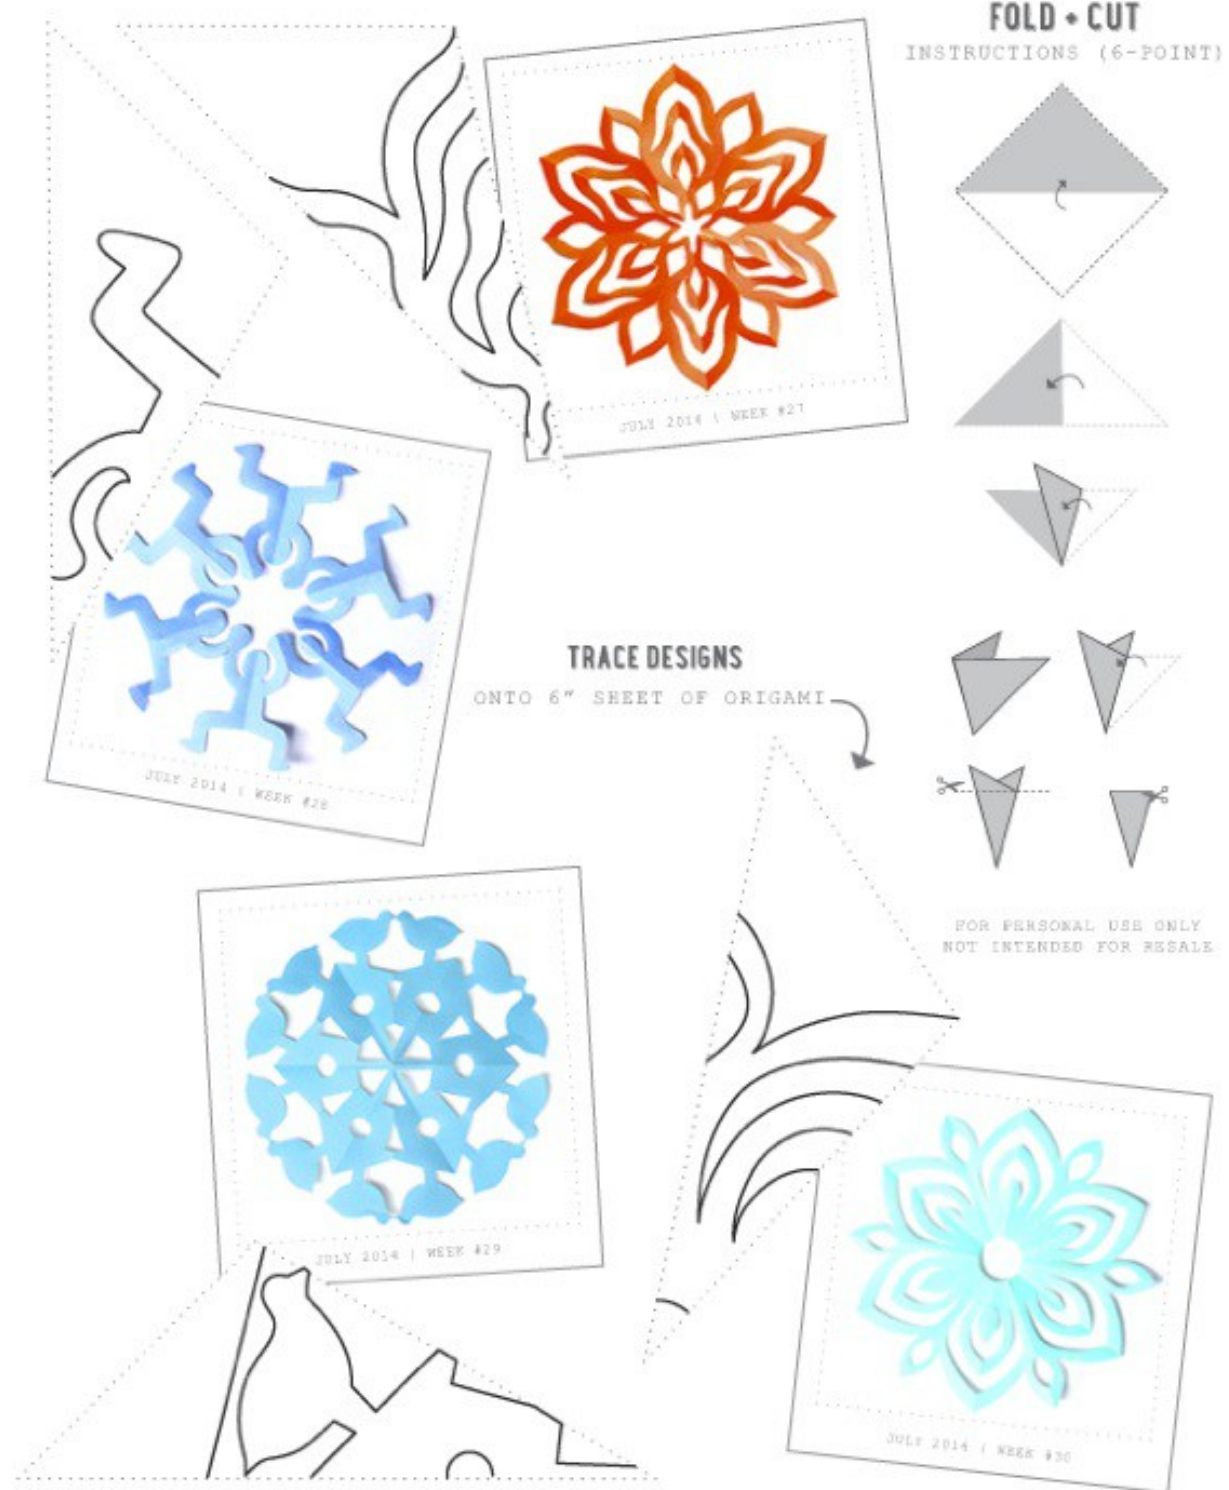 FOLD + CUT
INSTRUCTIONS (6-POINT)
JULY 2014 | WEEK #27
TRACE DESIGNS
ONTO 6" SHEET OF ORIGAMI
JULY 2014 | WEEK #28
FOR PERSONAL USE ONLY
NOT INTENDED FOR RESALE
JULY 2014 | WEEK #29
JULY 2014 | WEEK #30